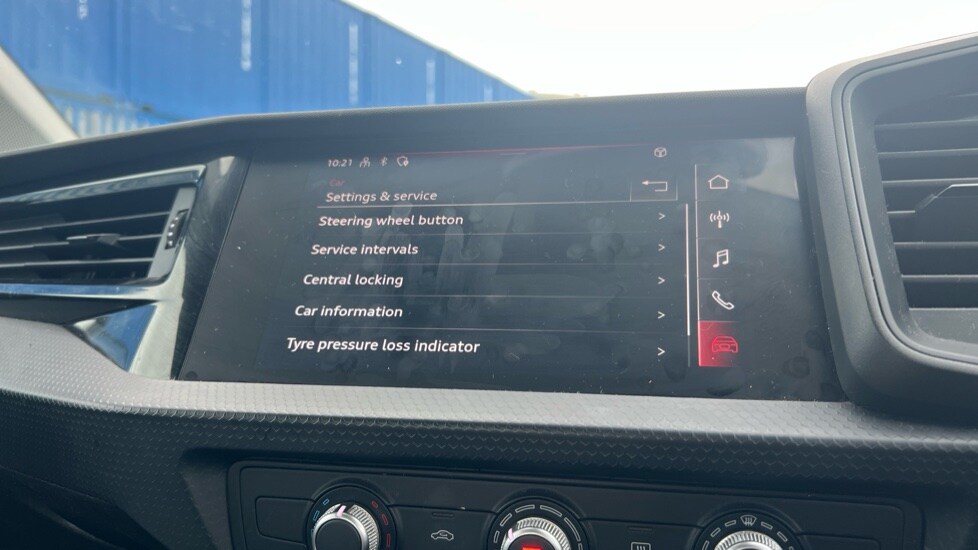 10:21
Car
Settings & service
Steering wheel button
Service intervals
Central locking
Car information
Tyre pressure loss indicator